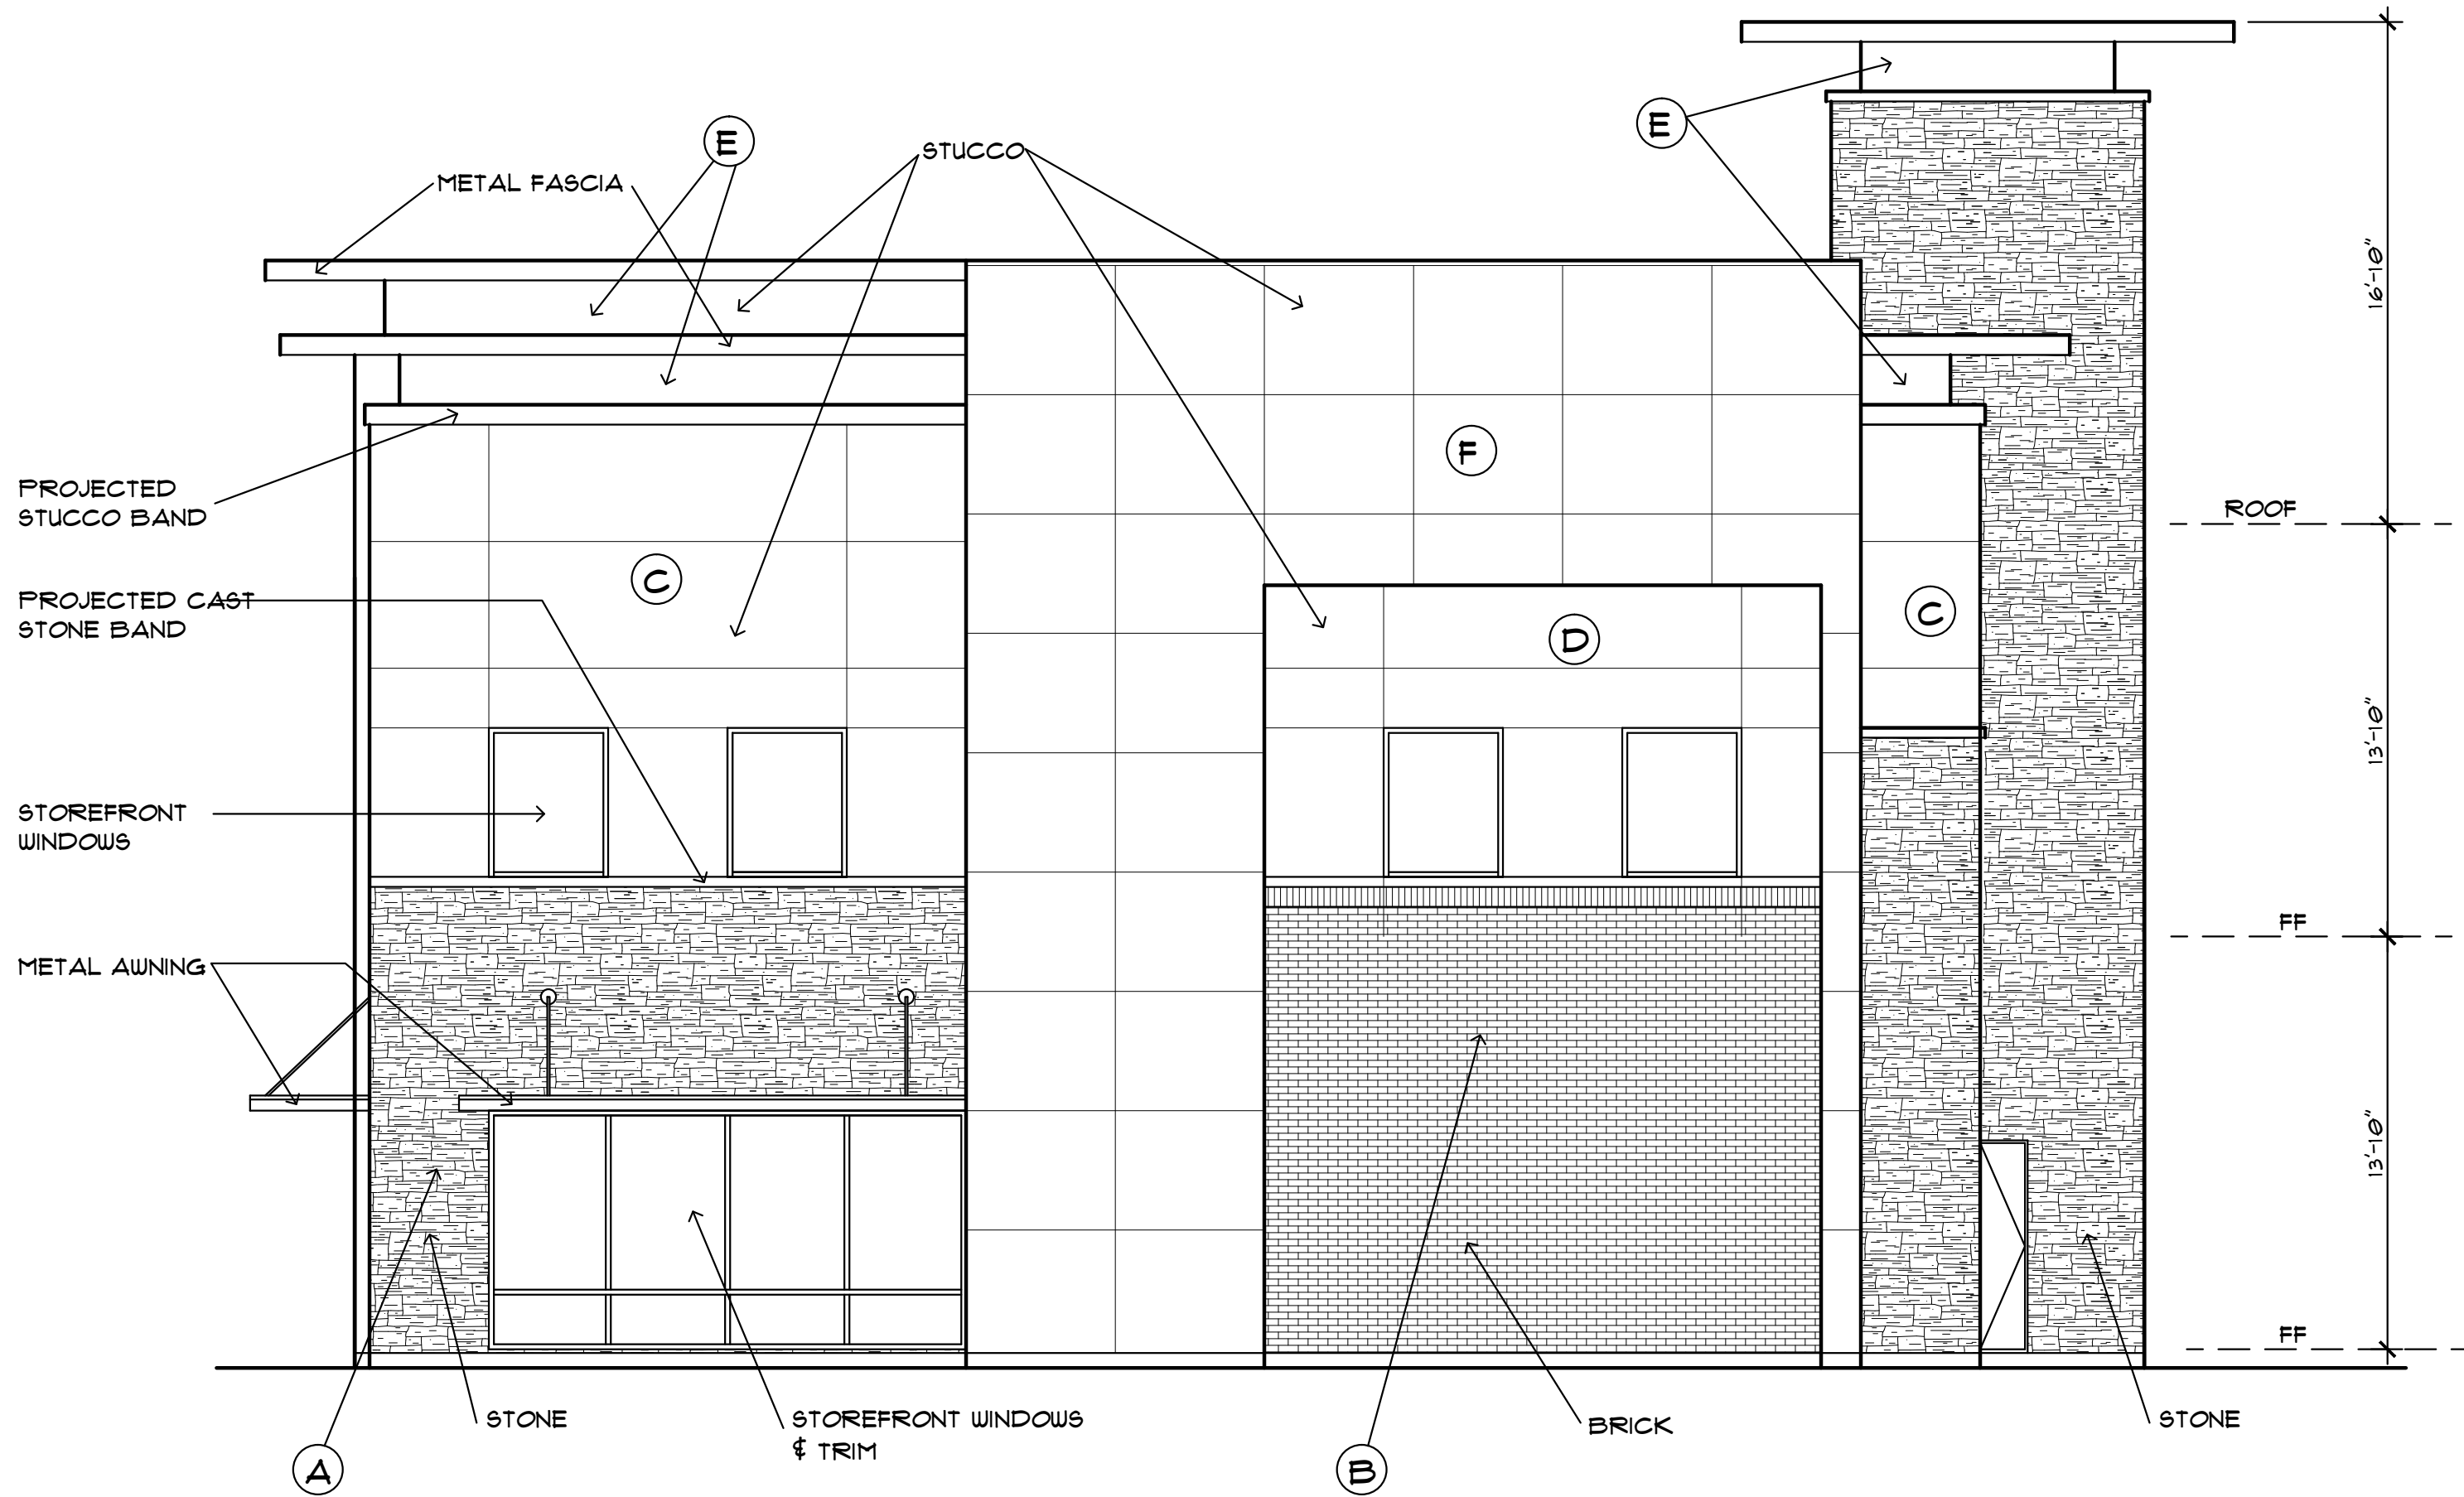 E
E
STUCCO
METAL FASCIA
16'-10"
F
PROJECTED
STUCCO BAND
ROOF
C
PROJECTED CAST
STONE BAND
C
D
13'-10"
STOREFRONT
WINDOWS
FF
METAL AWNING
13'-10"
FF
STONE
STOREFRONT WINDOWS
& TRIM
BRICK
STONE
A
B